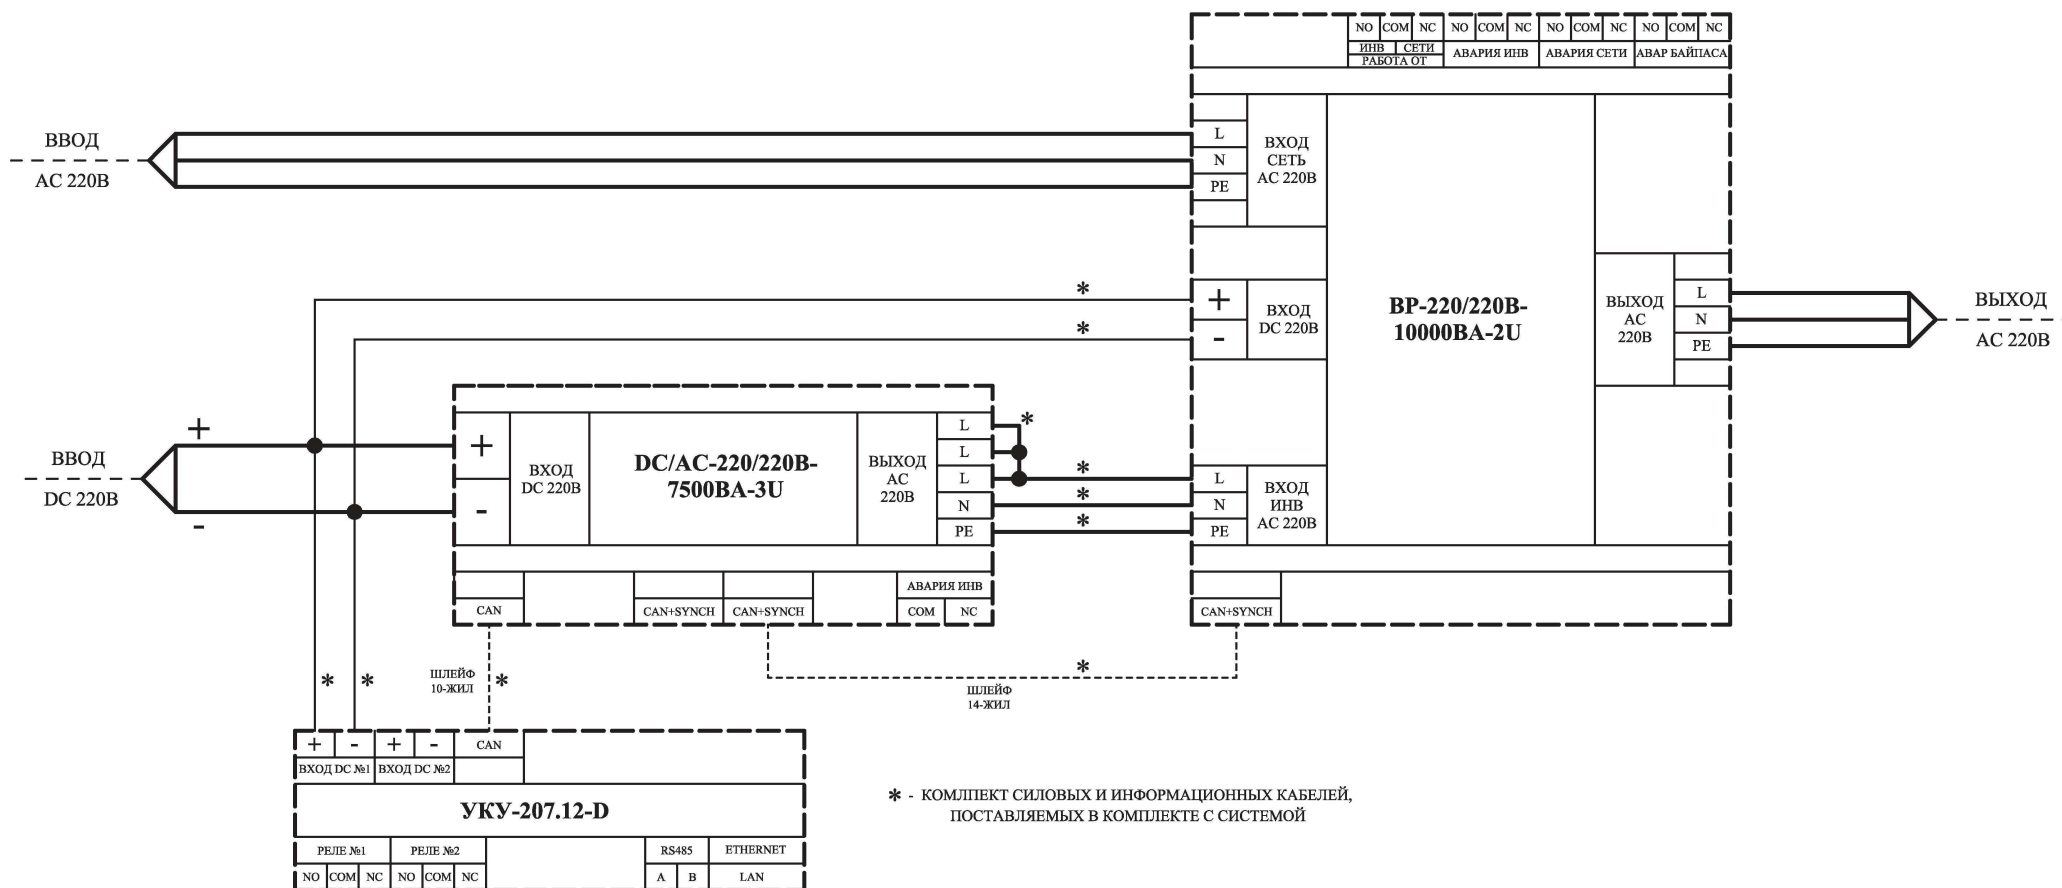 NO COM NC NO COM NC NO COM NC NO COM NC
ИНВ СЕТИ АВАРИЯ ИНВ АВАРИЯ СЕТИ АВАР БАЙПАСА
РАБОТА ОТ
ВВОД
AC 220В
L
N
PE
ВХОД
СЕТЬ
AC 220В
*
*
+
-
ВХОД
DC 220В
ВР-220/220В-
10000ВА-2U
ВЫХОД
AC
220В
L
N
PE
ВЫХОД
AC 220В
ВВОД
DC 220В
+
-
+
-
ВХОД
DC 220В
DC/AC-220/220В-
7500ВА-3U
ВЫХОД
AC
220В
L
L
L
N
PE
*
*
*
*
L
N
PE
ВХОД
ИНВ
AC 220В
АВАРИЯ ИНВ
CAN CAN+SYNCH CAN+SYNCH COM NC
CAN+SYNCH
* *
ШЛЕЙФ
10-ЖИЛ
*
*
ШЛЕЙФ
14-ЖИЛ
+ - + - CAN
ВХОД DC №1 ВХОД DC №2
УКУ-207.12-D
РЕЛЕ №1 РЕЛЕ №2 RS485 ETHERNET
NO COM NC NO COM NC A B LAN
* - КОМЛПЕКТ СИЛОВЫХ И ИНФОРМАЦИОННЫХ КАБЕЛЕЙ,
ПОСТАВЛЯЕМЫХ В КОМПЛЕКТЕ С СИСТЕМОЙ